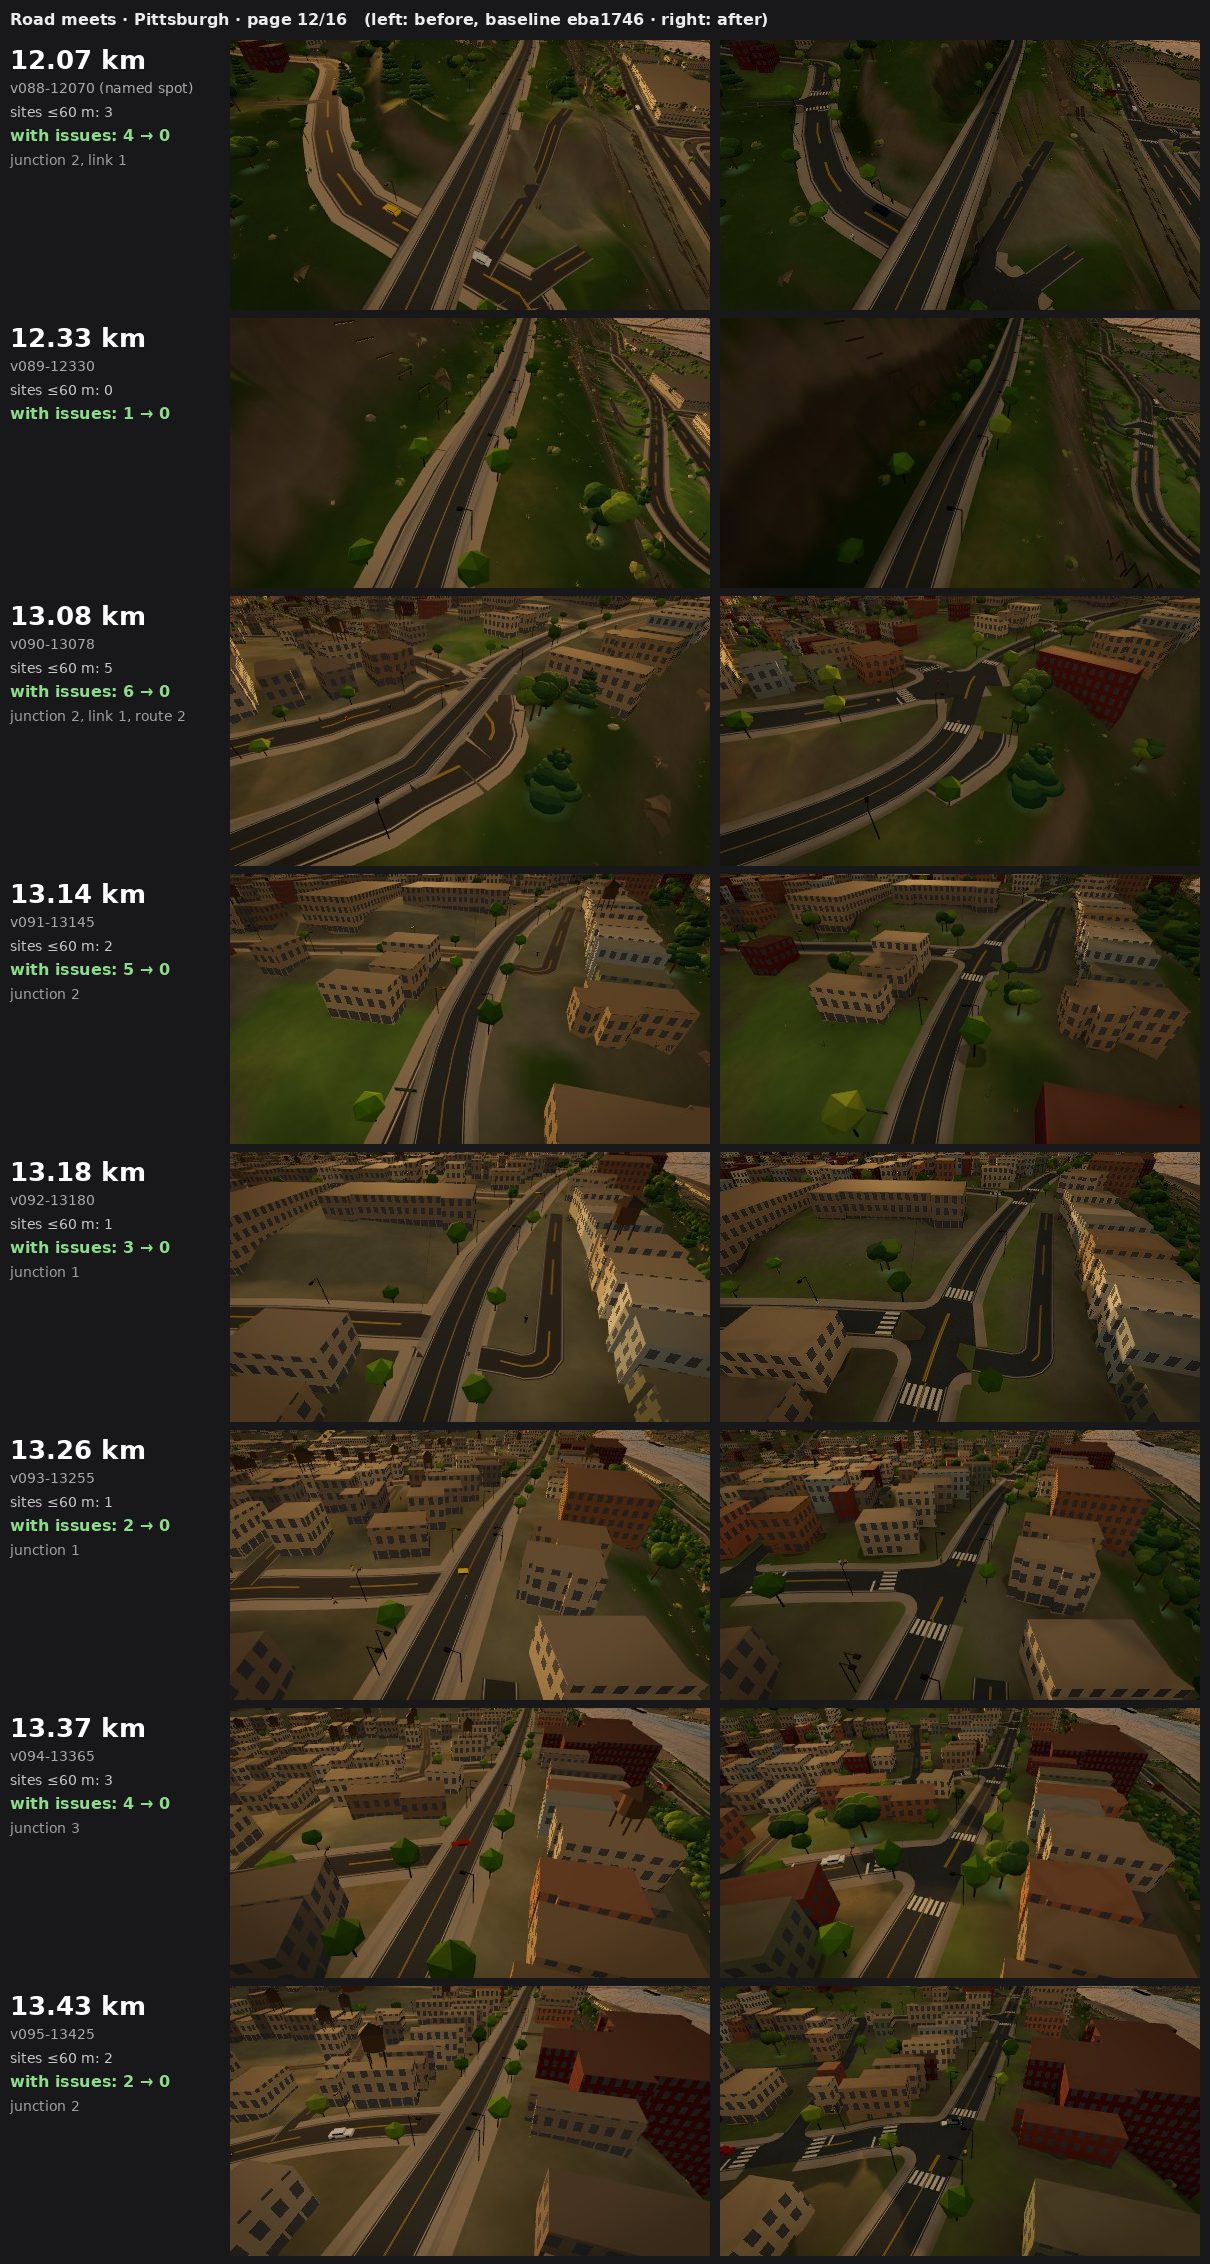 Road meets · Pittsburgh · page 12/16 (left: before, baseline eba1746 · right: after)
12.07 km
v088-12070 (named spot)
sites ≤60 m: 3
with issues: 4 → 0
junction 2, link 1
12.33 km
v089-12330
sites ≤60 m: 0
with issues: 1 → 0
13.08 km
v090-13078
sites ≤60 m: 5
with issues: 6 → 0
junction 2, link 1, route 2
13.14 km
v091-13145
sites ≤60 m: 2
with issues: 5 → 0
junction 2
13.18 km
v092-13180
sites ≤60 m: 1
with issues: 3 → 0
junction 1
13.26 km
v093-13255
sites ≤60 m: 1
with issues: 2 → 0
junction 1
13.37 km
v094-13365
sites ≤60 m: 3
with issues: 4 → 0
junction 3
13.43 km
v095-13425
sites ≤60 m: 2
with issues: 2 → 0
junction 2